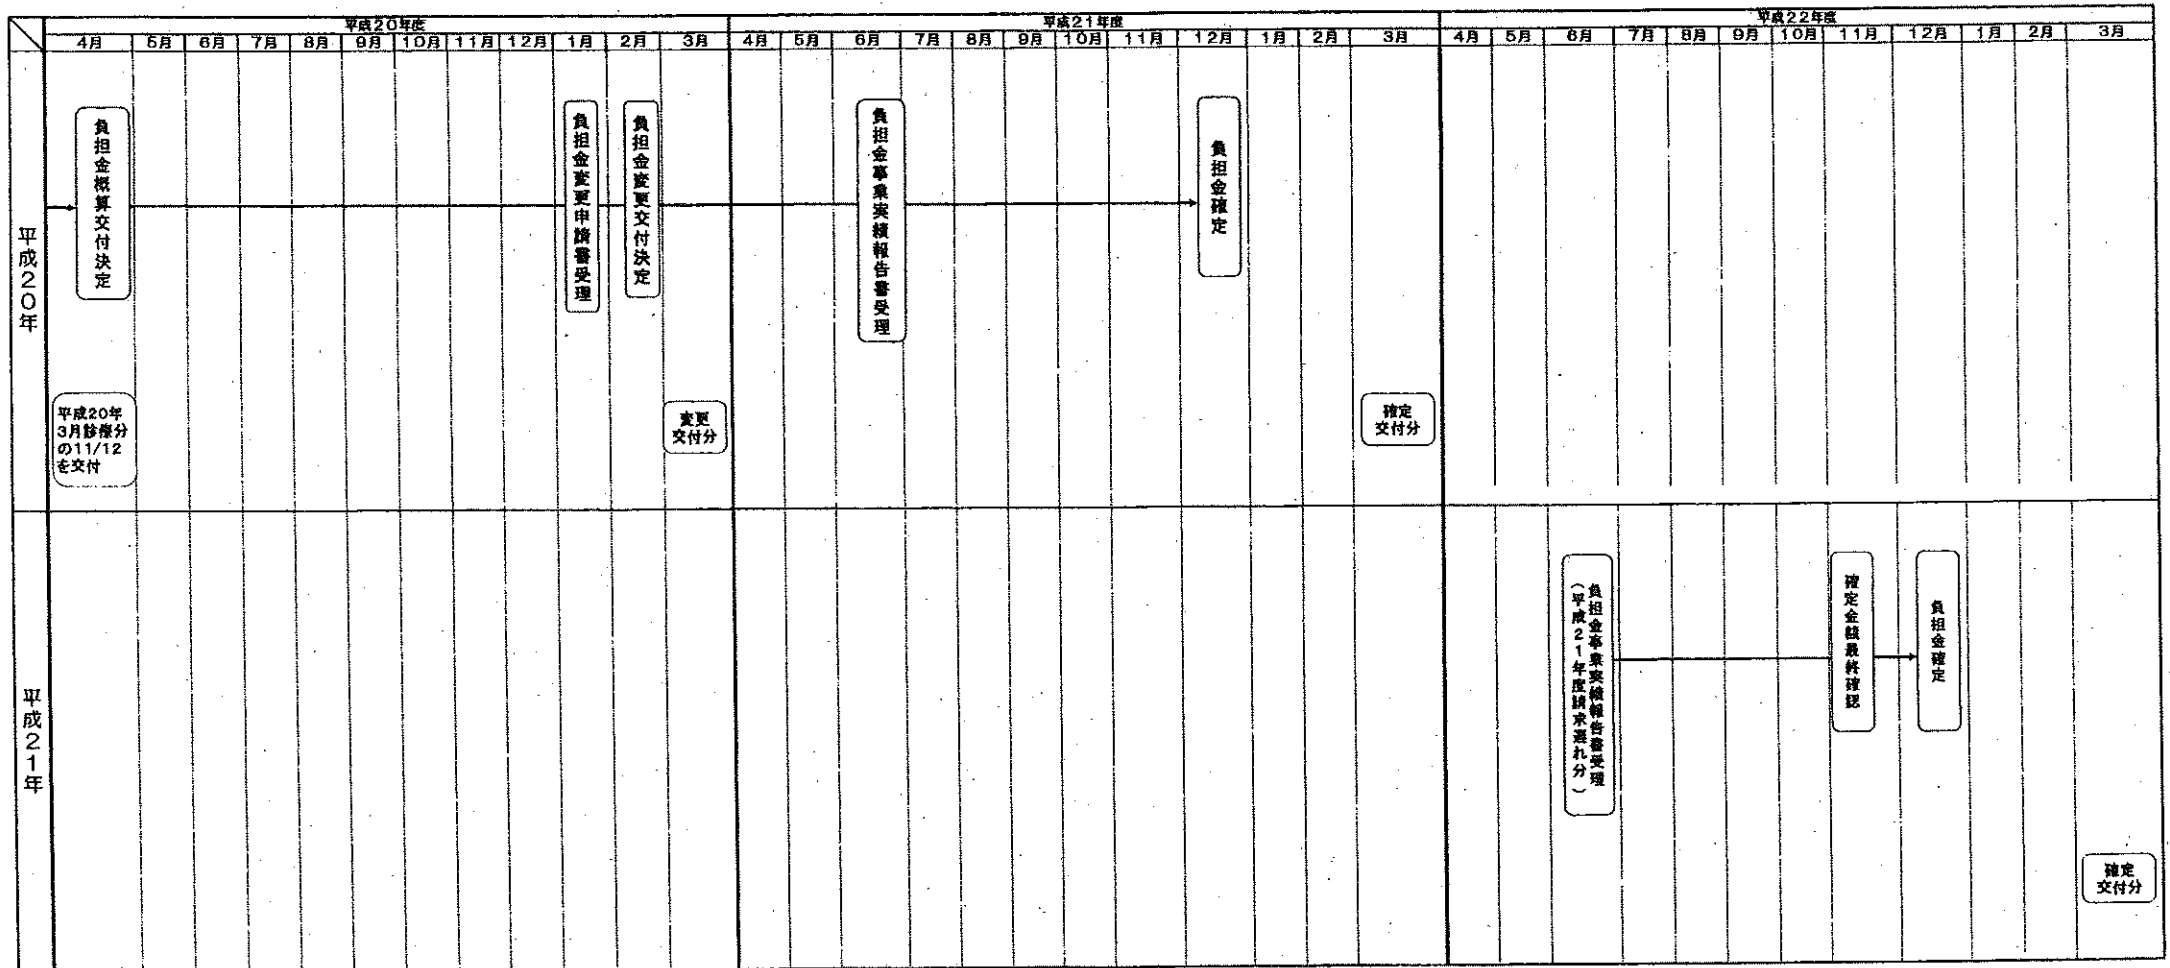 平成20年度 平成21年度 平成22年度
4月 5月 6月 7月 8月 9月 10月 11月 12月 1月 2月 3月 4月 5月 6月 7月 8月 9月 10月 11月 12月 1月 2月 3月 4月 5月 6月 7月 8月 9月 10月 11月 12月 1月 2月 3月
平成20年
負担金概算交付決定
負担金変更申請書受理
負担金変更交付決定
負担金事業実績報告書受理
負担金確定
平成20年
3月診療分
の11/12
を交付
変更
交付分
確定
交付分
平成21年
負担金事業実績報告書受理
(平成21年度請求遅れ分)
確定金額最終確認
負担金確定
確定
交付分